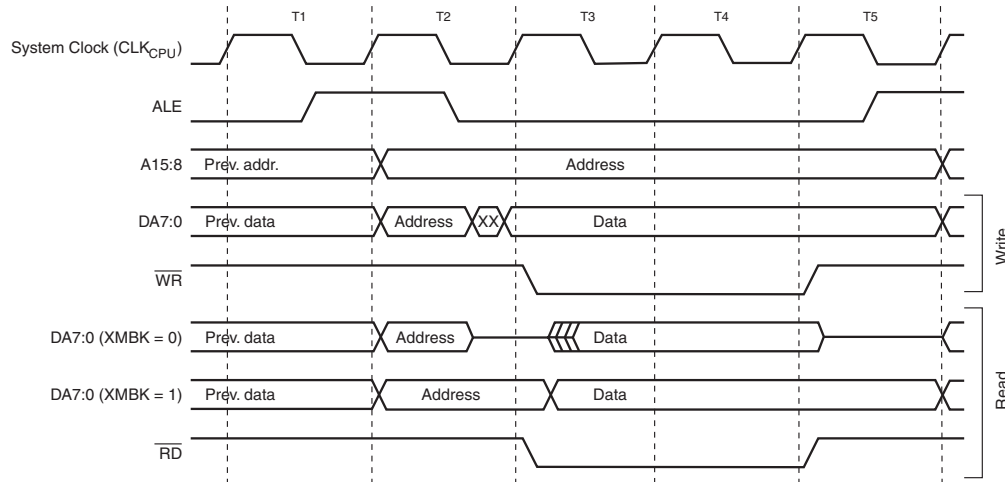 T1 T2 T3 T4 T5
System Clock (CLKCPU)
ALE
A15:8 Prev. addr. Address
DA7:0 Prev. data Address XX Data
WR
Write
DA7:0 (XMBK = 0) Prev. data Address Data
DA7:0 (XMBK = 1) Prev. data Address Data
RD
Read